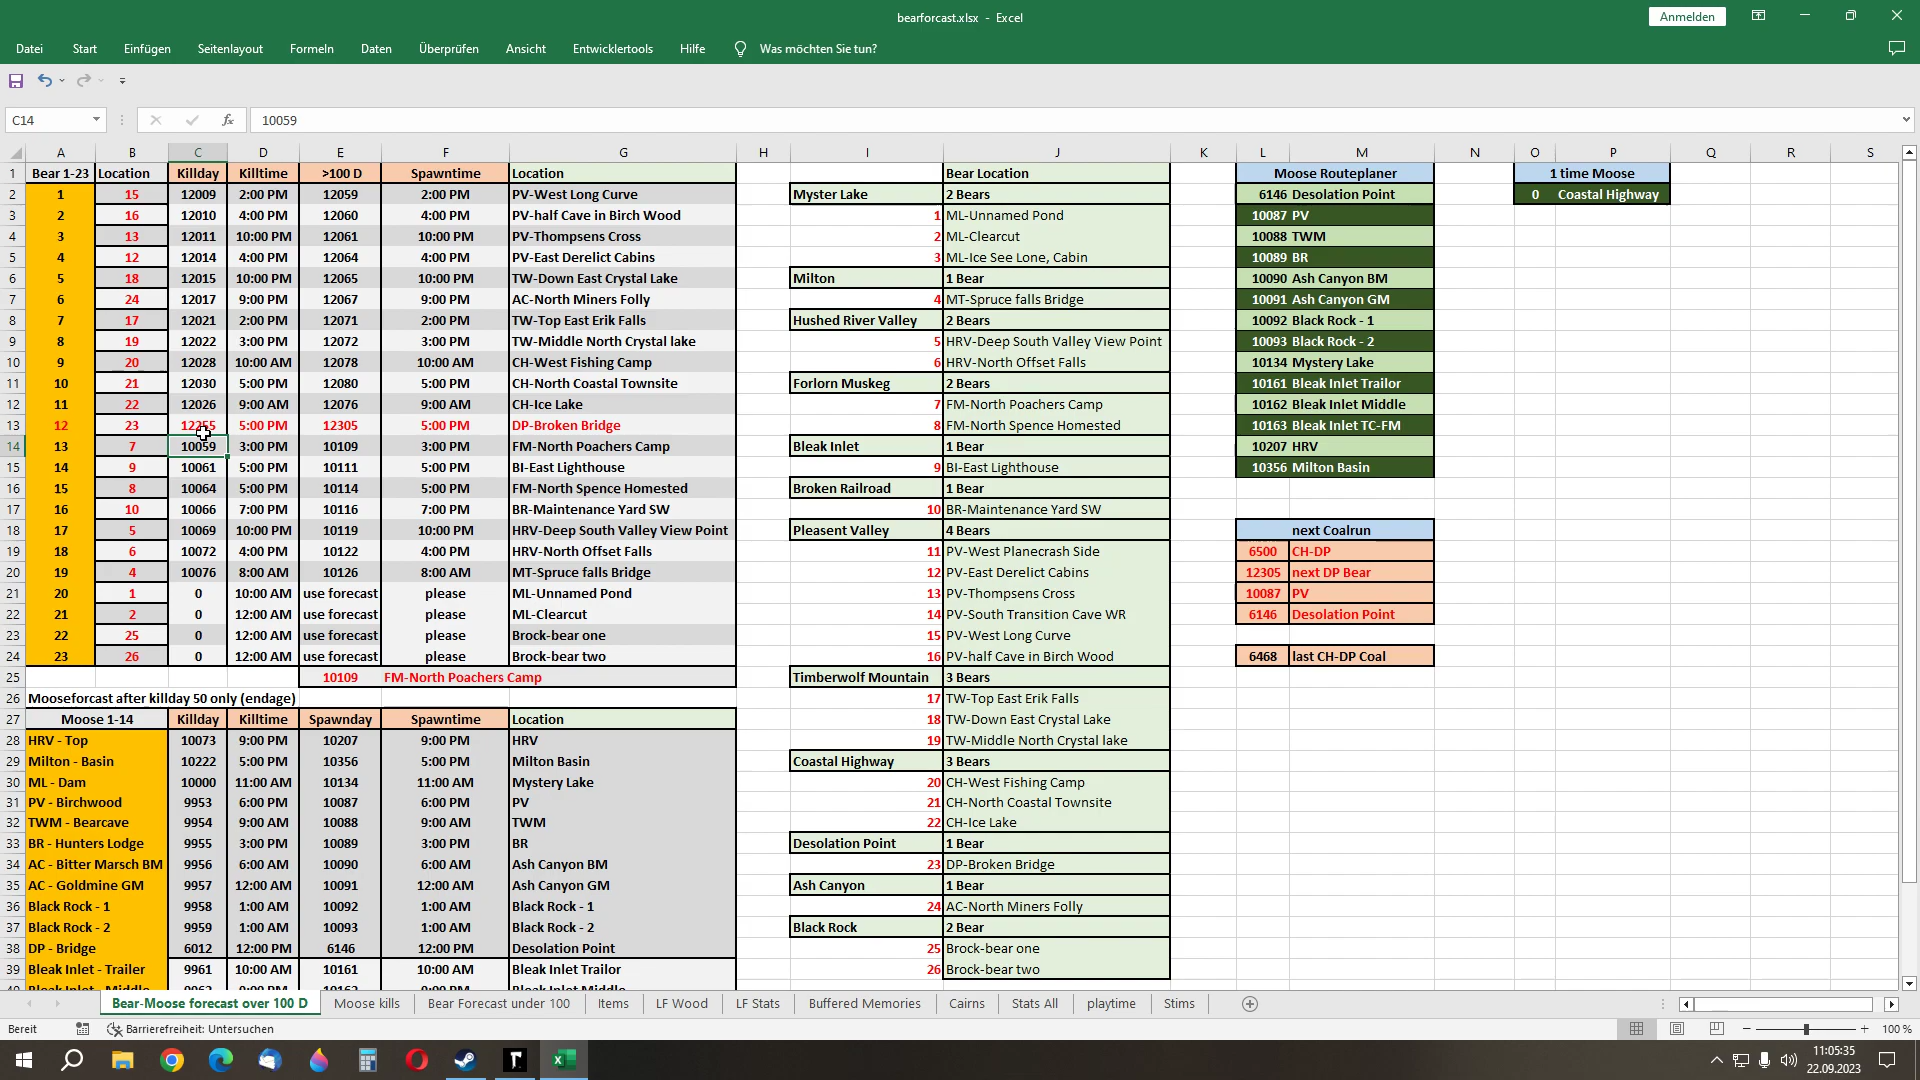 bearforcast.xlsx - Excel
Anmelden
Datei Start Einfügen Seitenlayout Formeln Daten Überprüfen Ansicht Entwicklertools Hilfe Was möchten Sie tun?
C14 fx 10059
A B C D E F G H I J K L M N O P Q R S
1 Bear 1-23 Location Killday Killtime >100 D Spawntime Location Bear Location Moose Routeplaner 1 time Moose
2 1 15 12009 2:00 PM 12059 2:00 PM PV-West Long Curve Myster Lake 2 Bears 6146 Desolation Point 0 Coastal Highway
3 2 16 12010 4:00 PM 12060 4:00 PM PV-half Cave in Birch Wood 1 ML-Unnamed Pond 10087 PV
4 3 13 12011 10:00 PM 12061 10:00 PM PV-Thompsens Cross 2 ML-Clearcut 10088 TWM
5 4 12 12014 4:00 PM 12064 4:00 PM PV-East Derelict Cabins 3 ML-Ice See Lone, Cabin 10089 BR
6 5 18 12015 10:00 PM 12065 10:00 PM TW-Down East Crystal Lake Milton 1 Bear 10090 Ash Canyon BM
7 6 24 12017 9:00 PM 12067 9:00 PM AC-North Miners Folly 4 MT-Spruce falls Bridge 10091 Ash Canyon GM
8 7 17 12021 2:00 PM 12071 2:00 PM TW-Top East Erik Falls Hushed River Valley 2 Bears 10092 Black Rock - 1
9 8 19 12022 3:00 PM 12072 3:00 PM TW-Middle North Crystal lake 5 HRV-Deep South Valley View Point 10093 Black Rock - 2
10 9 20 12028 10:00 AM 12078 10:00 AM CH-West Fishing Camp 6 HRV-North Offset Falls 10134 Mystery Lake
11 10 21 12030 5:00 PM 12080 5:00 PM CH-North Coastal Townsite Forlorn Muskeg 2 Bears 10161 Bleak Inlet Trailor
12 11 22 12026 9:00 AM 12076 9:00 AM CH-Ice Lake 7 FM-North Poachers Camp 10162 Bleak Inlet Middle
13 12 23 12255 5:00 PM 12305 5:00 PM DP-Broken Bridge 8 FM-North Spence Homested 10163 Bleak Inlet TC-FM
14 13 7 10059 3:00 PM 10109 3:00 PM FM-North Poachers Camp Bleak Inlet 1 Bear 10207 HRV
15 14 9 10061 5:00 PM 10111 5:00 PM BI-East Lighthouse 9 BI-East Lighthouse 10356 Milton Basin
16 15 8 10064 5:00 PM 10114 5:00 PM FM-North Spence Homested Broken Railroad 1 Bear
17 16 10 10066 7:00 PM 10116 7:00 PM BR-Maintenance Yard SW 10 BR-Maintenance Yard SW
18 17 5 10069 10:00 PM 10119 10:00 PM HRV-Deep South Valley View Point Pleasent Valley 4 Bears next Coalrun
19 18 6 10072 4:00 PM 10122 4:00 PM HRV-North Offset Falls 11 PV-West Planecrash Side 6500 CH-DP
20 19 4 10076 8:00 AM 10126 8:00 AM MT-Spruce falls Bridge 12 PV-East Derelict Cabins 12305 next DP Bear
21 20 1 0 10:00 AM use forecast please ML-Unnamed Pond 13 PV-Thompsens Cross 10087 PV
22 21 2 0 12:00 AM use forecast please ML-Clearcut 14 PV-South Transition Cave WR 6146 Desolation Point
23 22 25 0 12:00 AM use forecast please Brock-bear one 15 PV-West Long Curve
24 23 26 0 12:00 AM use forecast please Brock-bear two 16 PV-half Cave in Birch Wood 6468 last CH-DP Coal
25 10109 FM-North Poachers Camp Timberwolf Mountain 3 Bears
26 Mooseforcast after killday 50 only (endage) 17 TW-Top East Erik Falls
27 Moose 1-14 Killday Killtime Spawnday Spawntime Location 18 TW-Down East Crystal Lake
28 HRV - Top 10073 9:00 PM 10207 9:00 PM HRV 19 TW-Middle North Crystal lake
29 Milton - Basin 10222 5:00 PM 10356 5:00 PM Milton Basin Coastal Highway 3 Bears
30 ML - Dam 10000 11:00 AM 10134 11:00 AM Mystery Lake 20 CH-West Fishing Camp
31 PV - Birchwood 9953 6:00 PM 10087 6:00 PM PV 21 CH-North Coastal Townsite
32 TWM - Bearcave 9954 9:00 AM 10088 9:00 AM TWM 22 CH-Ice Lake
33 BR - Hunters Lodge 9955 3:00 PM 10089 3:00 PM BR Desolation Point 1 Bear
34 AC - Bitter Marsch BM 9956 6:00 AM 10090 6:00 AM Ash Canyon BM 23 DP-Broken Bridge
35 AC - Goldmine GM 9957 12:00 AM 10091 12:00 AM Ash Canyon GM Ash Canyon 1 Bear
36 Black Rock - 1 9958 1:00 AM 10092 1:00 AM Black Rock - 1 24 AC-North Miners Folly
37 Black Rock - 2 9959 1:00 AM 10093 1:00 AM Black Rock - 2 Black Rock 2 Bear
38 DP - Bridge 6012 12:00 PM 6146 12:00 PM Desolation Point 25 Brock-bear one
39 Bleak Inlet - Trailer 9961 10:00 AM 10161 10:00 AM Bleak Inlet Trailor 26 Brock-bear two
Bear-Moose forecast over 100 D Moose kills Bear Forecast under 100 Items LF Wood LF Stats Buffered Memories Cairns Stats All playtime Stims
Bereit Barrierefreiheit: Untersuchen 100 %
11:05:35
22.09.2023